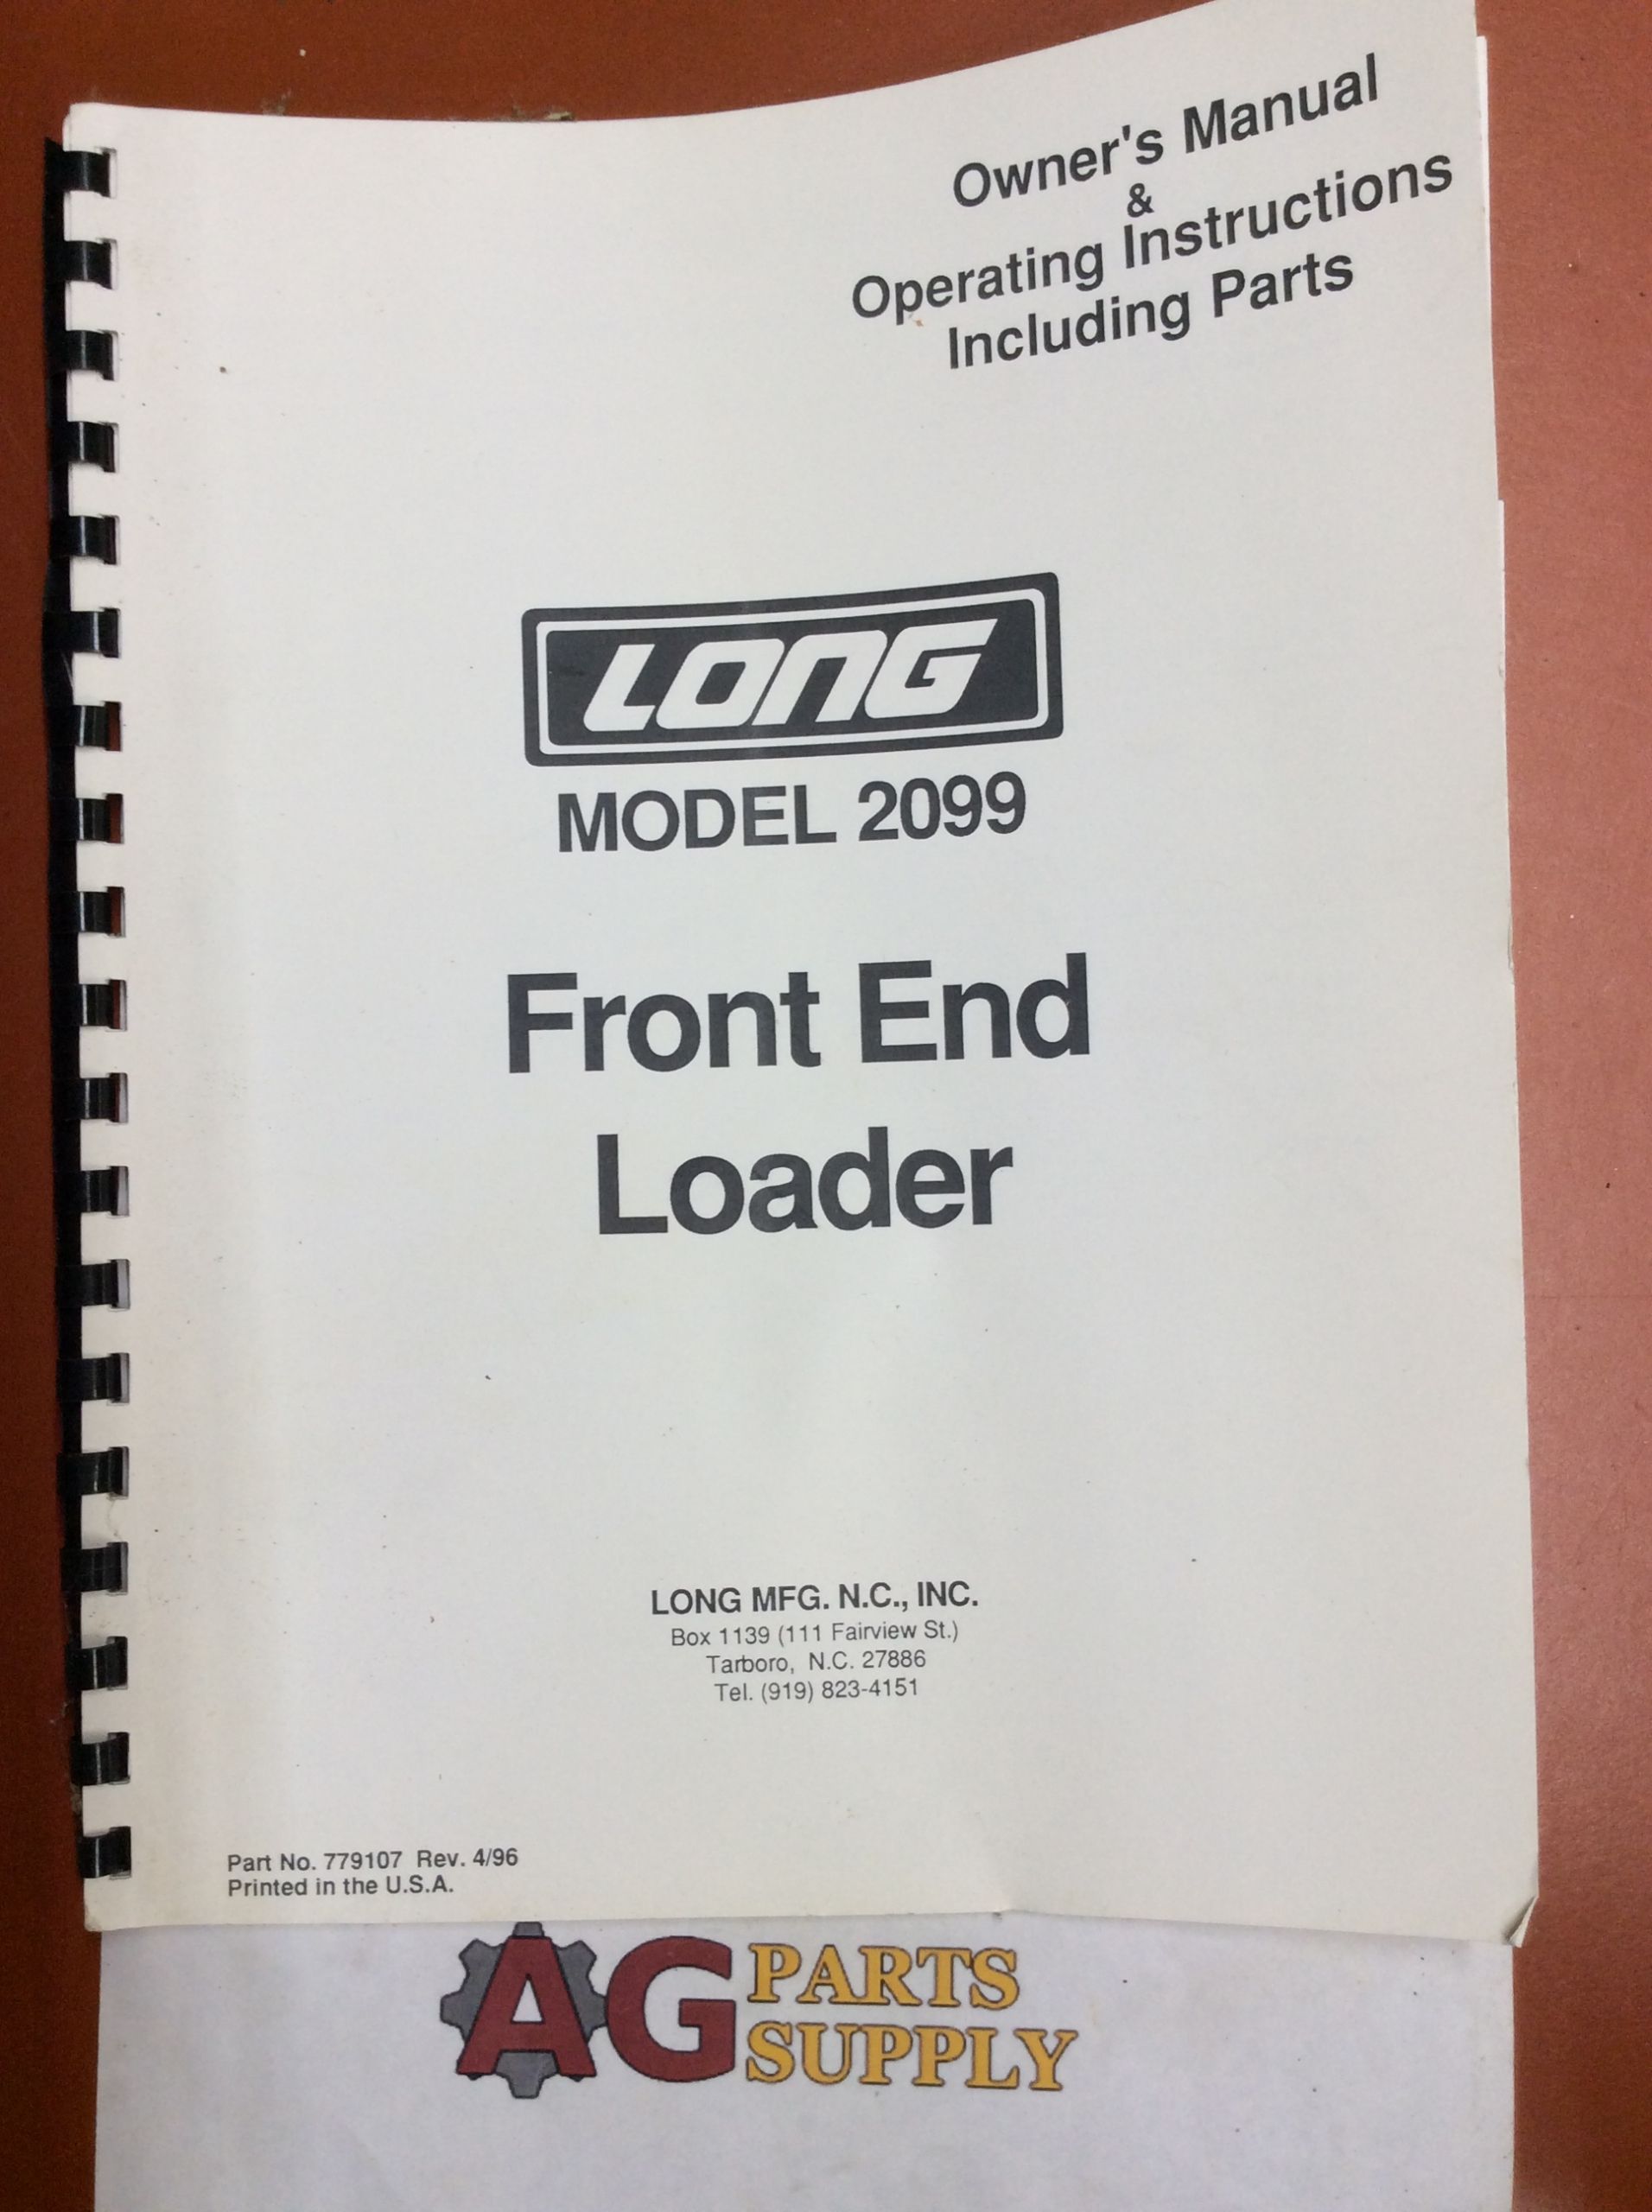 Owner's Manual
&
Operating Instructions
Including Parts
LONG
MODEL 2099
Front End
Loader
LONG MFG. N.C., INC.
Box 1139 (111 Fairview St.)
Tarboro, N.C. 27886
Tel. (919) 823-4151
Part No. 779107 Rev. 4/96
Printed in the U.S.A.
AG PARTS
SUPPLY